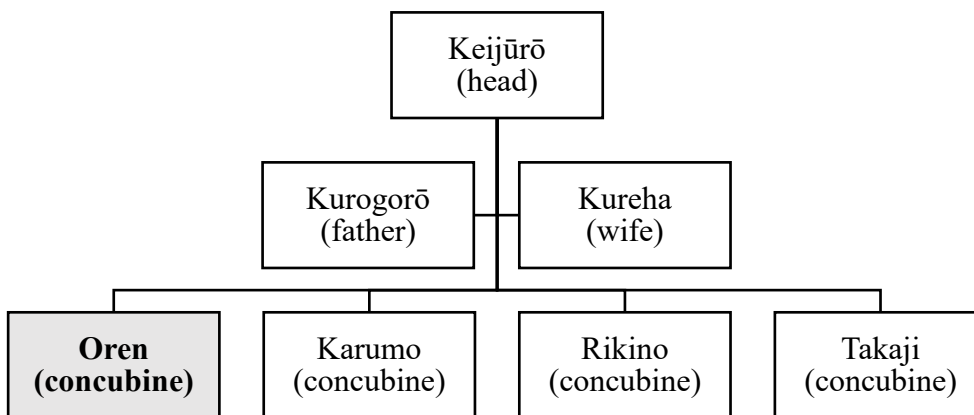 Keijūrō
(head)
Kurogorō
(father)
Kureha
(wife)
Oren
(concubine)
Karumo
(concubine)
Rikino
(concubine)
Takaji
(concubine)